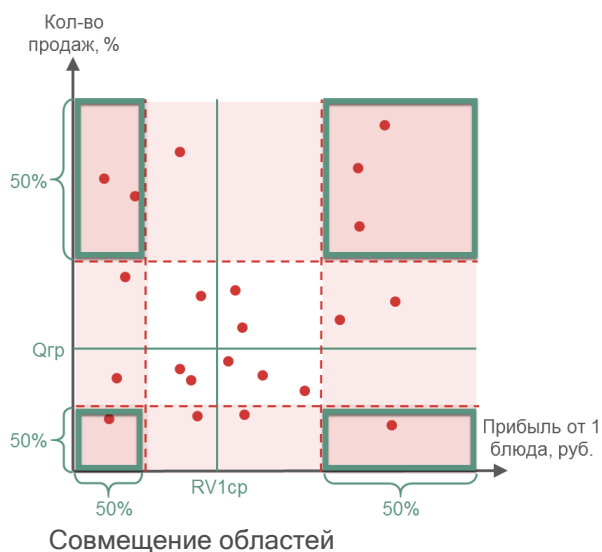 Кол-во
продаж, %
50%
Qгр
50%
Прибыль от 1
блюда, руб.
RV1ср
50%
50%
Совмещение областей